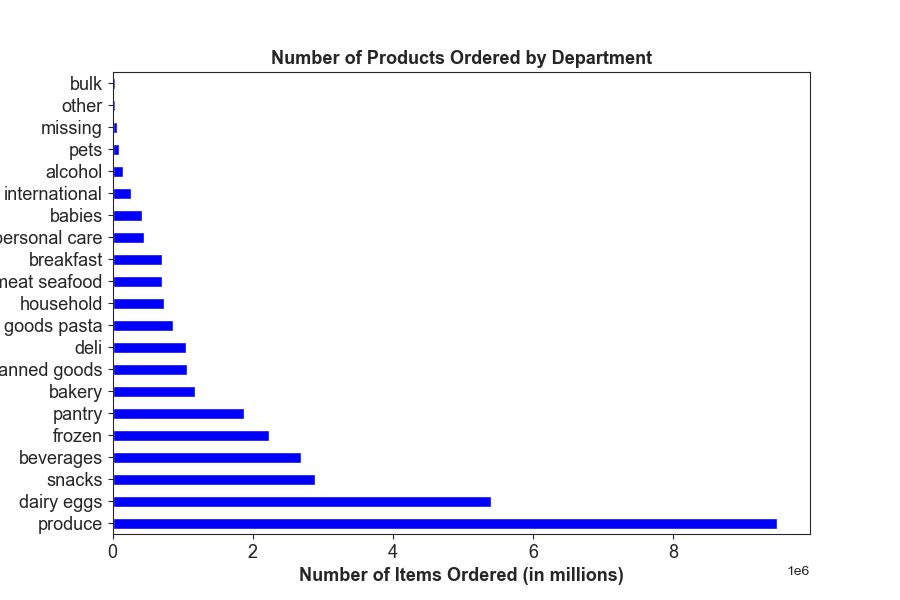 Number of Products Ordered by Department
bulk
other
missing
pets
alcohol
international
babies
personal care
breakfast
meat seafood
household
goods pasta
deli
anned goods
bakery
pantry
frozen
beverages
snacks
dairy eggs
produce
0 2 4 6 8
Number of Items Ordered (in millions)
1e6